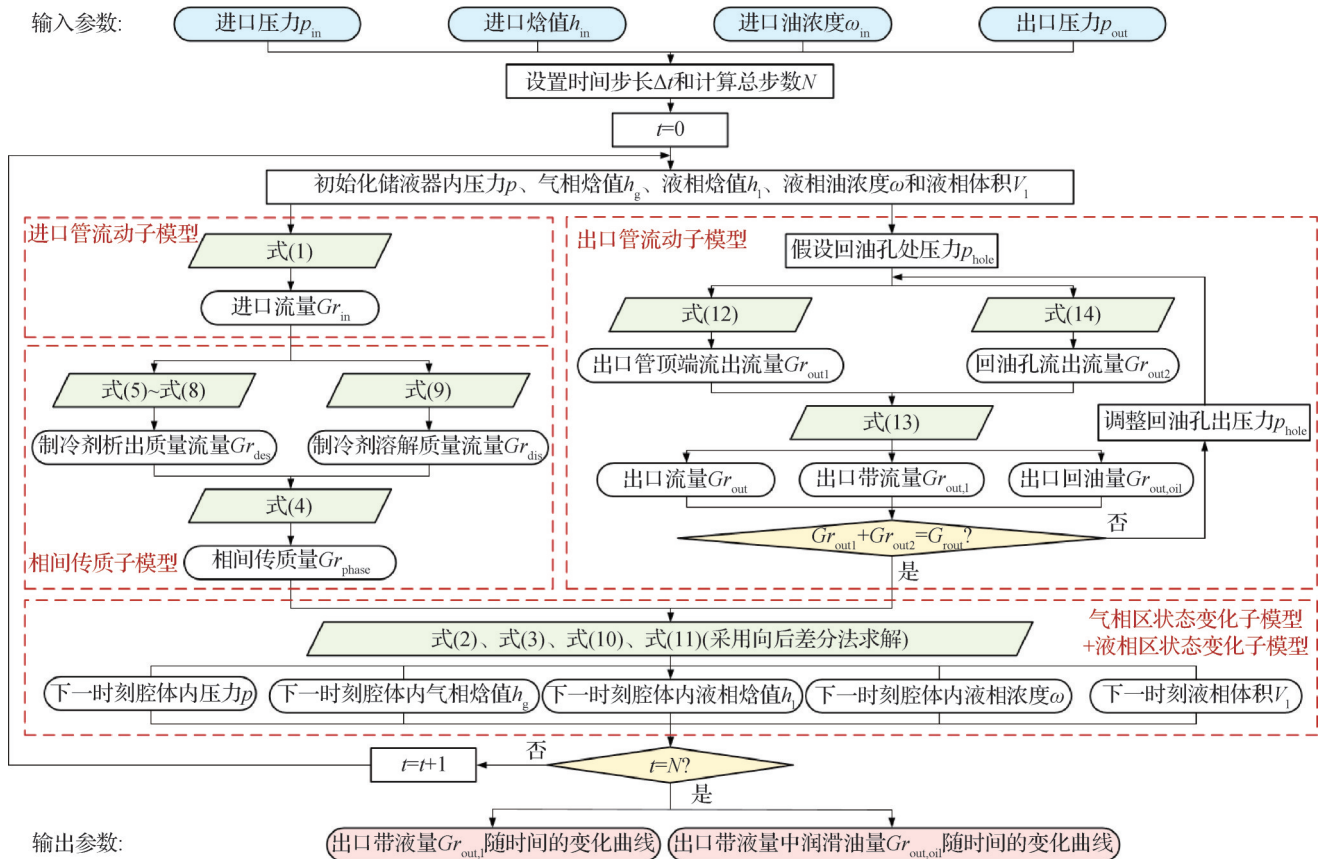 输入参数:
进口压力p_in
进口焓值h_in
进口油浓度ω_in
出口压力p_out
设置时间步长Δt和计算总步数N
t=0
初始化储液器内压力p、气相焓值h_g、液相焓值h_l、液相油浓度ω和液相体积V_l
进口管流动子模型
式(1)
进口流量Gr_in
式(5)~式(8)
式(9)
制冷剂析出质量流量Gr_des
制冷剂溶解质量流量Gr_dis
式(4)
相间传质量Gr_phase
相间传质子模型
出口管流动子模型
假设回油孔处压力p_hole
式(12)
式(14)
出口管顶端流出流量Gr_out1
回油孔流出流量Gr_out2
式(13)
调整回油孔出压力p_hole
出口流量Gr_out
出口带流量Gr_out,l
出口回油量Gr_out,oil
Gr_out1+Gr_out2=G_rout?
否
是
气相区状态变化子模型
+液相区状态变化子模型
式(2)、式(3)、式(10)、式(11)(采用向后差分法求解)
下一时刻腔体内压力p
下一时刻腔体内气相焓值h_g
下一时刻腔体内液相焓值h_l
下一时刻腔体内液相浓度ω
下一时刻液相体积V_l
t=t+1
否
t=N?
是
输出参数:
出口带液量Gr_out,l随时间的变化曲线
出口带液量中润滑油量Gr_out,oil随时间的变化曲线